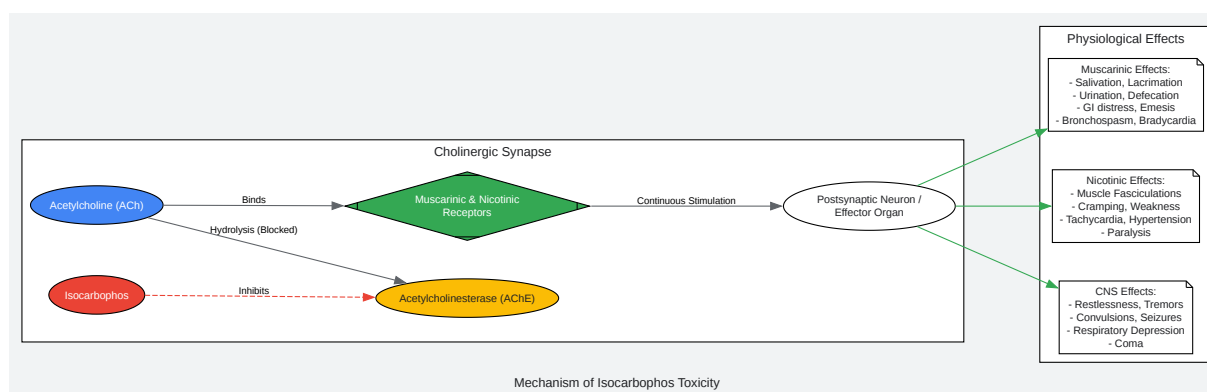 Physiological Effects
Muscarinic Effects:
- Salivation, Lacrimation
- Urination, Defecation
- GI distress, Emesis
- Bronchospasm, Bradycardia
Cholinergic Synapse
Acetylcholine (ACh)
Binds
Muscarinic & Nicotinic
Receptors
Continuous Stimulation
Postsynaptic Neuron /
Effector Organ
Nicotinic Effects:
- Muscle Fasciculations
- Cramping, Weakness
- Tachycardia, Hypertension
- Paralysis
Hydrolysis (Blocked)
Isocarbophos
Inhibits
Acetylcholinesterase (AChE)
CNS Effects:
- Restlessness, Tremors
- Convulsions, Seizures
- Respiratory Depression
- Coma
Mechanism of Isocarbophos Toxicity